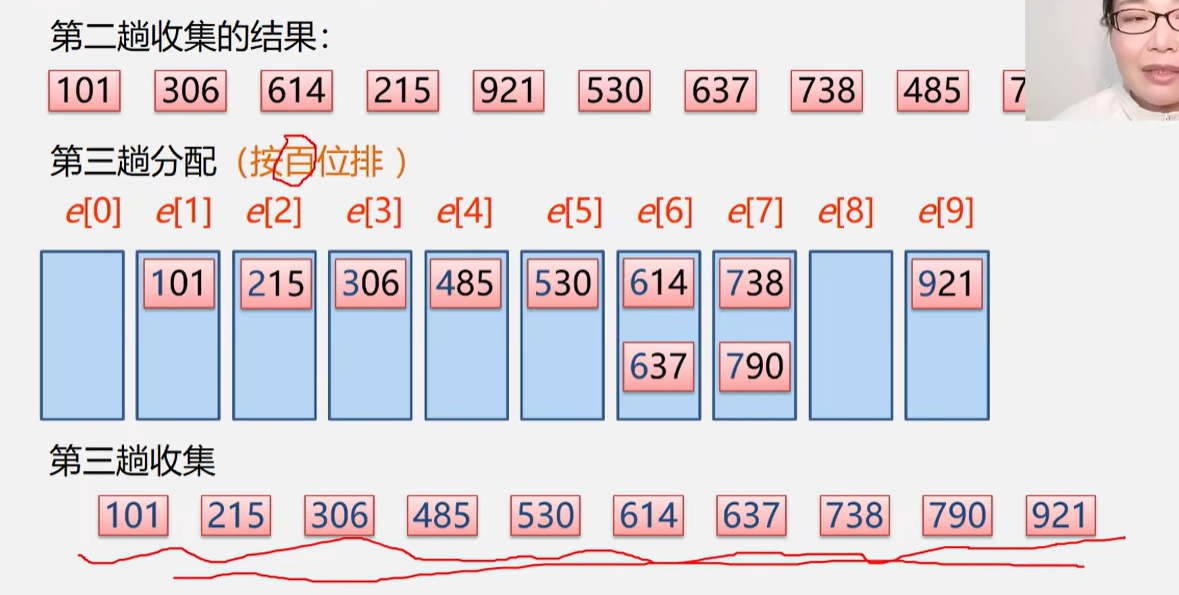 第二趟收集的结果：
101 306 614 215 921 530 637 738 485 7
第三趟分配（按百位排 ）
e[0] e[1] e[2] e[3] e[4] e[5] e[6] e[7] e[8] e[9]
101 215 306 485 530 614 738 921
637 790
第三趟收集
101 215 306 485 530 614 637 738 790 921